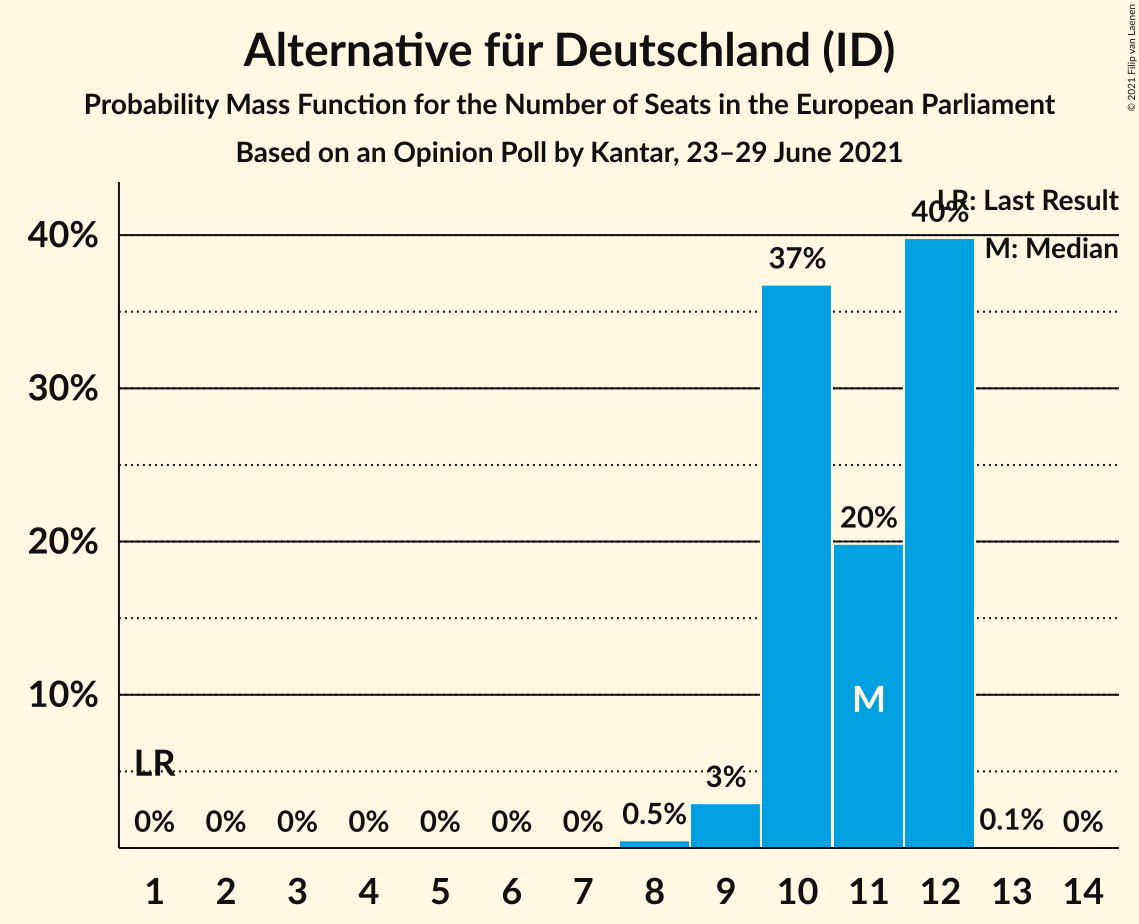 Alternative für Deutschland (ID)
Probability Mass Function for the Number of Seats in the European Parliament
Based on an Opinion Poll by Kantar, 23–29 June 2021
© 2021 Filip van Laenen
LR: Last Result
M: Median
40%
30%
20%
10%
LR
0% 0% 0% 0% 0% 0% 0% 0.5% 3% 37% 20% 40% 0.1% 0%
M
1 2 3 4 5 6 7 8 9 10 11 12 13 14